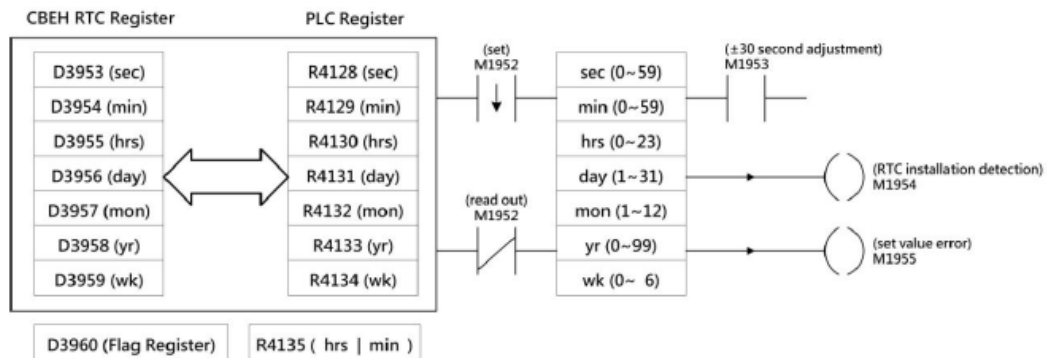 CBEH RTC Register PLC Register
(set)
M1952
(±30 second adjustment)
M1953
D3953 (sec) R4128 (sec) sec (0~59)
D3954 (min) R4129 (min) min (0~59)
D3955 (hrs) R4130 (hrs) hrs (0~23)
D3956 (day) R4131 (day) day (1~31)
(RTC installation detection)
M1954
D3957 (mon) R4132 (mon) mon (1~12)
(read out)
M1952
D3958 (yr) R4133 (yr) yr (0~99)
(set value error)
M1955
D3959 (wk) R4134 (wk) wk (0~ 6)
D3960 (Flag Register) R4135 ( hrs | min )